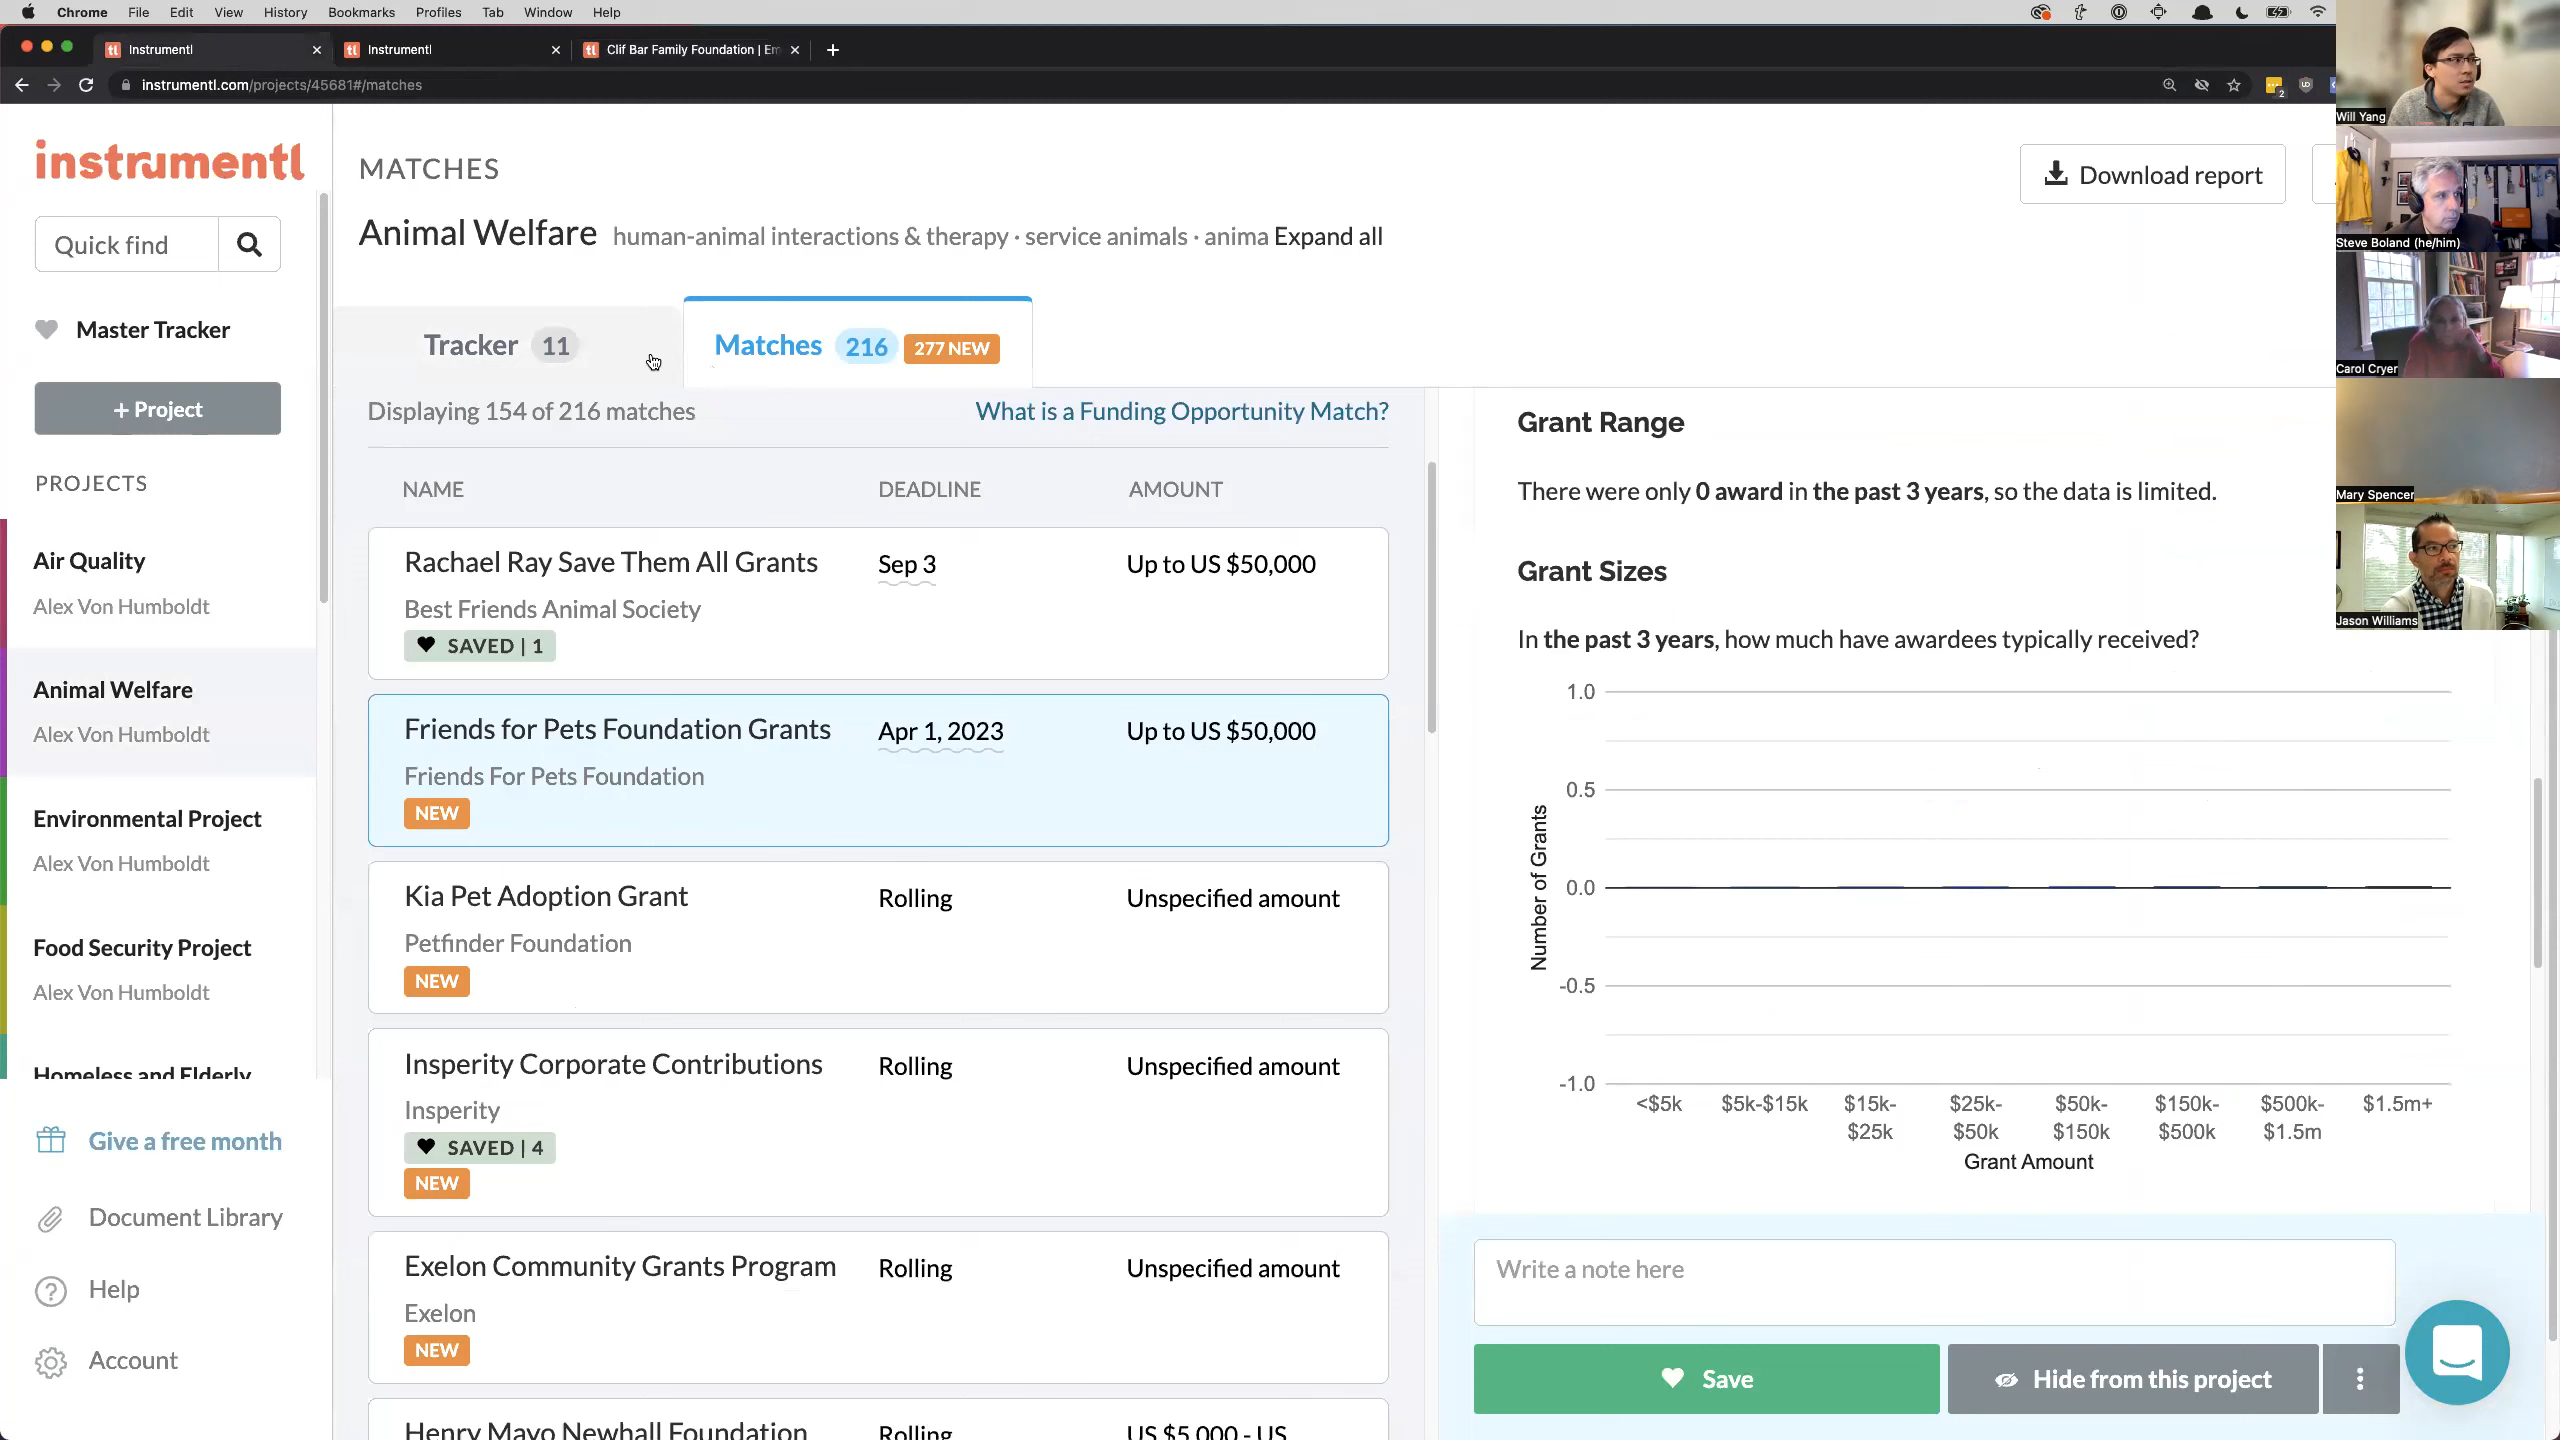 Chrome File Edit View History Bookmarks Profiles Tab Window Help
Instrumentl
Instrumentl
Clif Bar Family Foundation | Em
instrumentl.com/projects/45681#/matches
instrumentl
Quick find
Master Tracker
+ Project
PROJECTS
Air Quality
Alex Von Humboldt
Animal Welfare
Alex Von Humboldt
Environmental Project
Alex Von Humboldt
Food Security Project
Alex Von Humboldt
Homeless and Elderly
Give a free month
Document Library
Help
Account
MATCHES
Animal Welfare human-animal interactions & therapy · service animals · anima Expand all
Download report
Tracker 11
Matches 216 277 NEW
Displaying 154 of 216 matches What is a Funding Opportunity Match?
NAME DEADLINE AMOUNT
Rachael Ray Save Them All Grants Sep 3 Up to US $50,000
Best Friends Animal Society
SAVED | 1
Friends for Pets Foundation Grants Apr 1, 2023 Up to US $50,000
Friends For Pets Foundation
NEW
Kia Pet Adoption Grant Rolling Unspecified amount
Petfinder Foundation
NEW
Insperity Corporate Contributions Rolling Unspecified amount
Insperity
SAVED | 4
NEW
Exelon Community Grants Program Rolling Unspecified amount
Exelon
NEW
Henry Mayo Newhall Foundation Rolling US $5,000 - US
Grant Range
There were only 0 award in the past 3 years, so the data is limited.
Grant Sizes
In the past 3 years, how much have awardees typically received?
1.0
0.5
0.0
-0.5
-1.0
Number of Grants
<$5k $5k-$15k $15k- $25k- $50k- $150k- $500k- $1.5m+
$25k $50k $150k $500k $1.5m
Grant Amount
Write a note here
Save
Hide from this project
Will Yang
Steve Boland (he/him)
Carol Cryer
Mary Spencer
Jason Williams